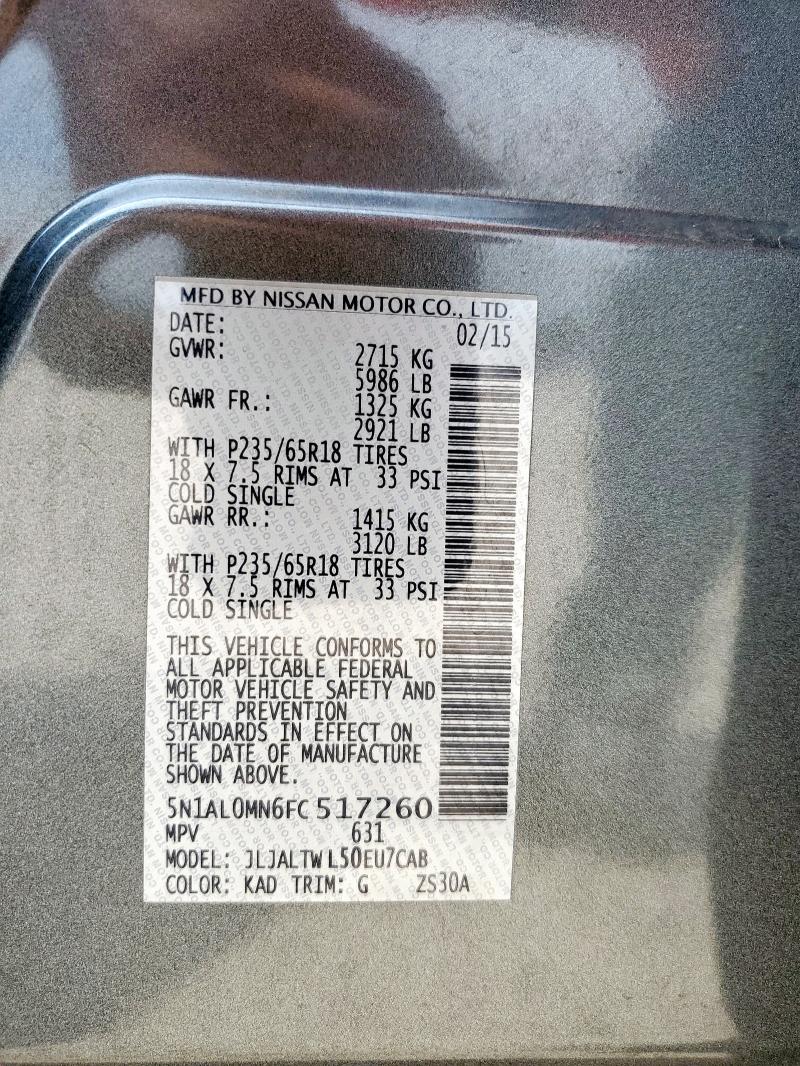 MFD BY NISSAN MOTOR CO., LTD.
DATE: 02/15
GVWR: 2715 KG
5986 LB
GAWR FR.: 1325 KG
2921 LB
WITH P235/65R18 TIRES
18 X 7.5 RIMS AT 33 PSI
COLD SINGLE
GAWR RR.: 1415 KG
3120 LB
WITH P235/65R18 TIRES
18 X 7.5 RIMS AT 33 PSI
COLD SINGLE
THIS VEHICLE CONFORMS TO
ALL APPLICABLE FEDERAL
MOTOR VEHICLE SAFETY AND
THEFT PREVENTION
STANDARDS IN EFFECT ON
THE DATE OF MANUFACTURE
SHOWN ABOVE.
5N1AL0MN6FC517260
MPV 631
MODEL: JLJALTWL50EU7CAB
COLOR: KAD TRIM: G ZS30A